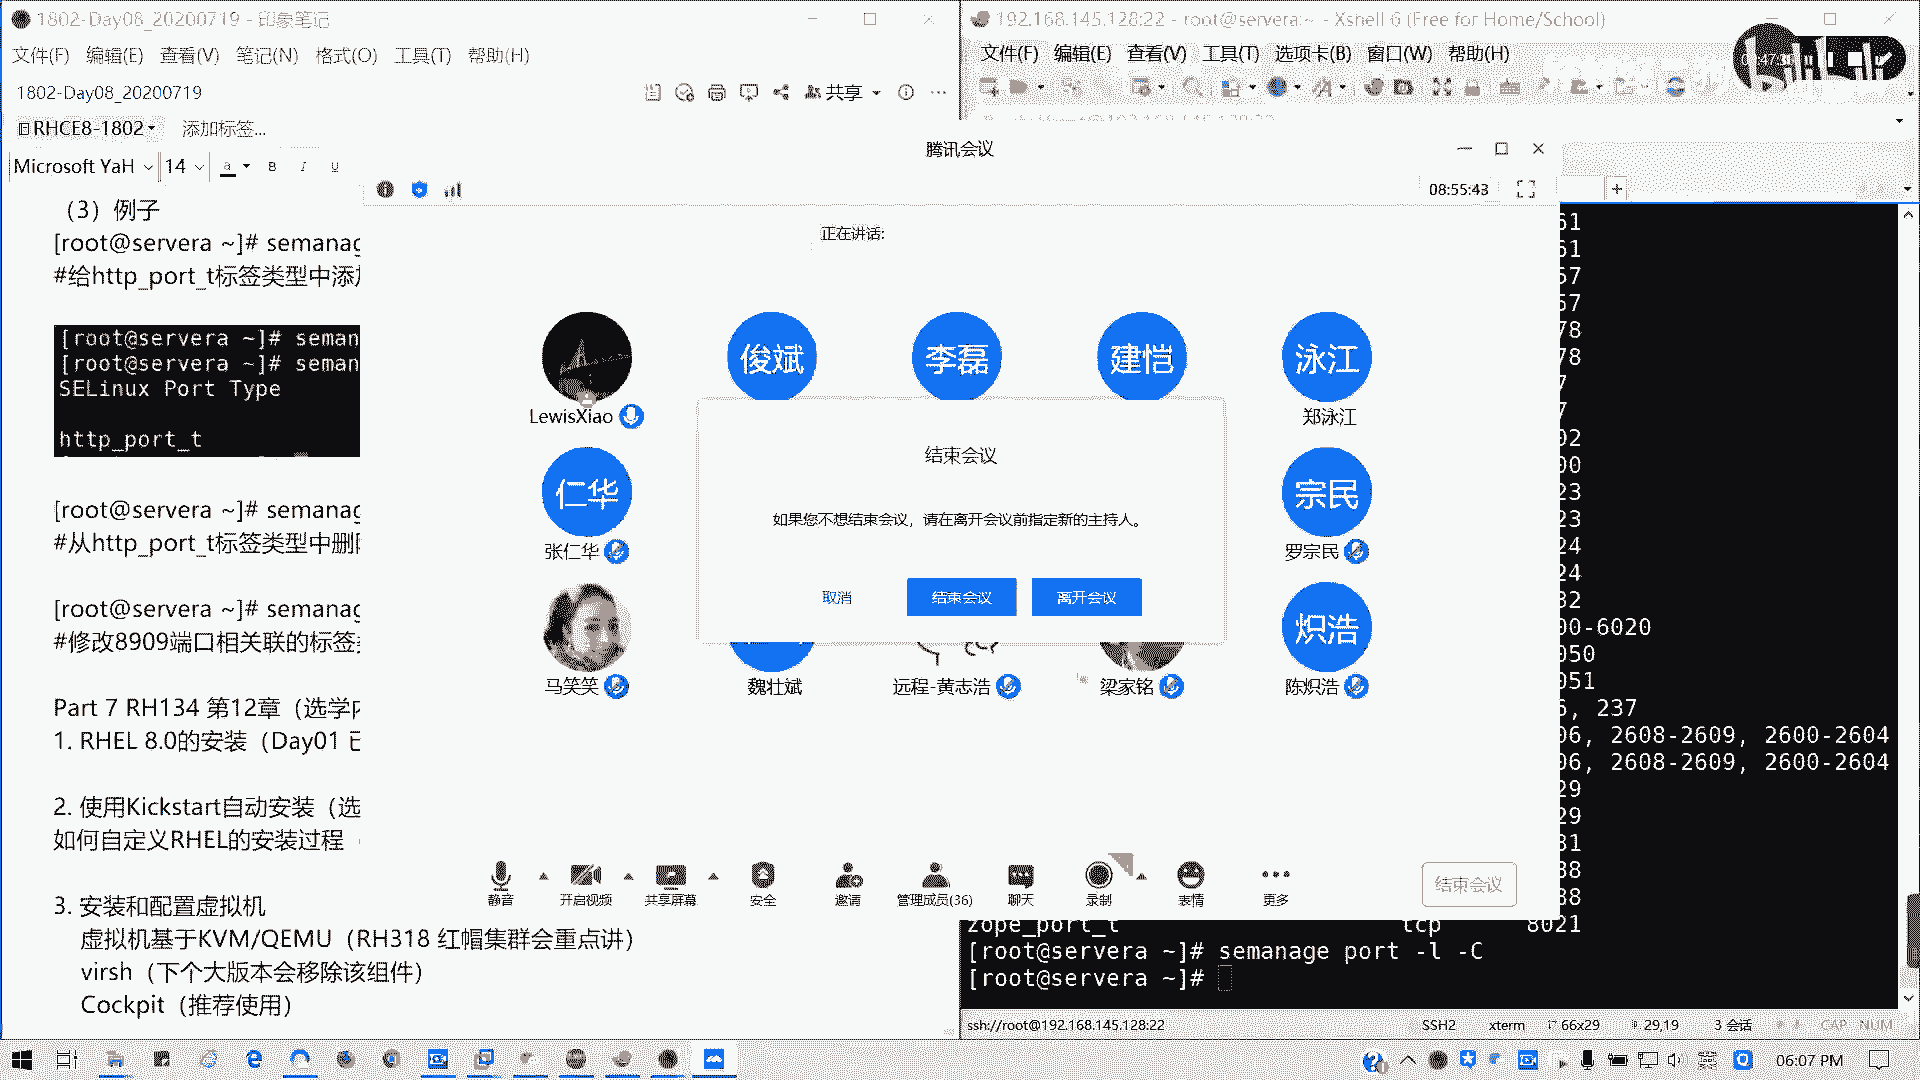 1802-Day08_20200719 - 印象笔记
文件(F) 编辑(E) 查看(V) 笔记(N) 格式(O) 工具(T) 帮助(H)
1802-Day08_20200719
共享
RHCE8-1802
添加标签...
Microsoft YaH
14
a B I U
（3）例子
[root@servera ~]# semanag
#给http_port_t标签类型中添加
[root@servera ~]# seman
[root@servera ~]# seman
SELinux Port Type
http_port_t
[root@servera ~]# semanag
#从http_port_t标签类型中删除
[root@servera ~]# semanag
#修改8909端口相关联的标签类
Part 7 RH134 第12章（选学内
1. RHEL 8.0的安装（Day01 已
2. 使用Kickstart自动安装（选
如何自定义RHEL的安装过程
3. 安装和配置虚拟机
虚拟机基于KVM/QEMU（RH318 红帽集群会重点讲）
virsh（下个大版本会移除该组件）
Cockpit（推荐使用）
192.168.145.128:22 - root@servera:~ - Xshell 6 (Free for Home/School)
文件(F) 编辑(E) 查看(V) 工具(T) 选项卡(B) 窗口(W) 帮助(H)
腾讯会议
08:55:43
正在讲话:
俊斌
李磊
建恺
泳江
LewisXiao
郑泳江
仁华
宗民
张仁华
罗宗民
炽浩
马笑笑
魏壮斌
远程-黄志浩
梁家铭
陈炽浩
结束会议
如果您不想结束会议，请在离开会议前指定新的主持人。
取消
结束会议
离开会议
静音
开启视频
共享屏幕
安全
邀请
管理成员(36)
聊天
录制
表情
更多
结束会议
61
61
57
57
78
78
7
7
02
00
23
23
24
24
32
00-6020
050
051
6, 237
06, 2608-2609, 2600-2604
06, 2608-2609, 2600-2604
29
29
81
88
88
zope_port_t tcp 8021
[root@servera ~]# semanage port -l -C
[root@servera ~]#
ssh://root@192.168.145.128:22
SSH2
xterm
66x29
29,19
3 会话
CAP
NUM
06:07 PM